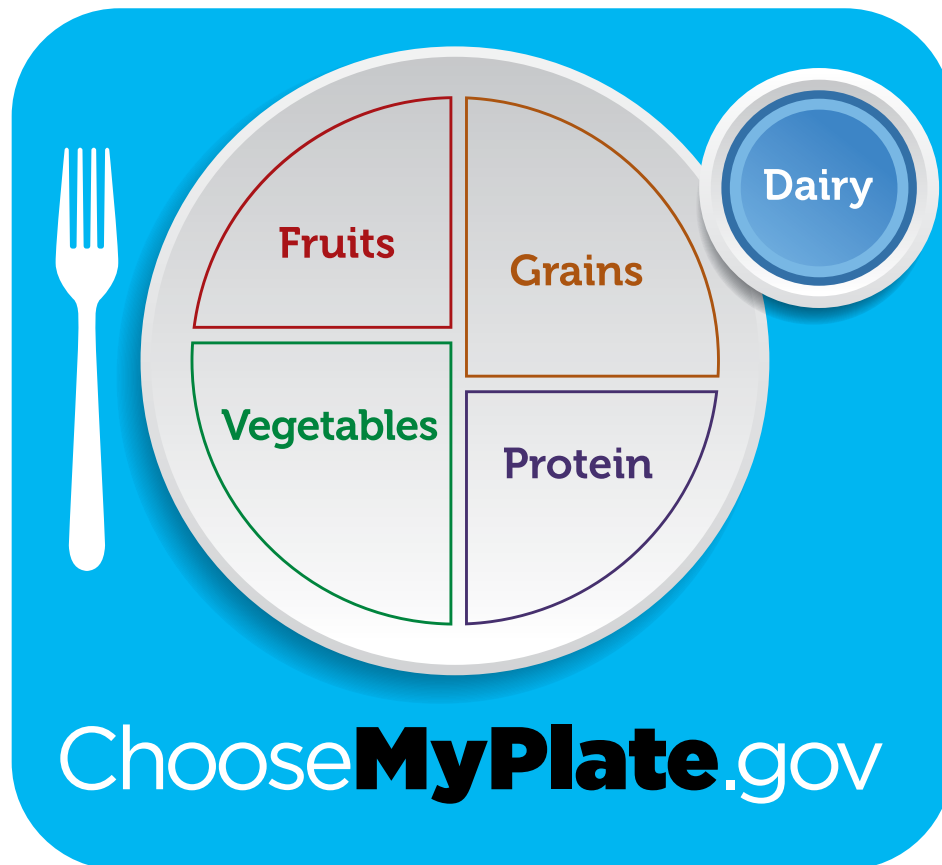 Dairy
Fruits
Grains
Vegetables
Protein
ChooseMyPlate.gov